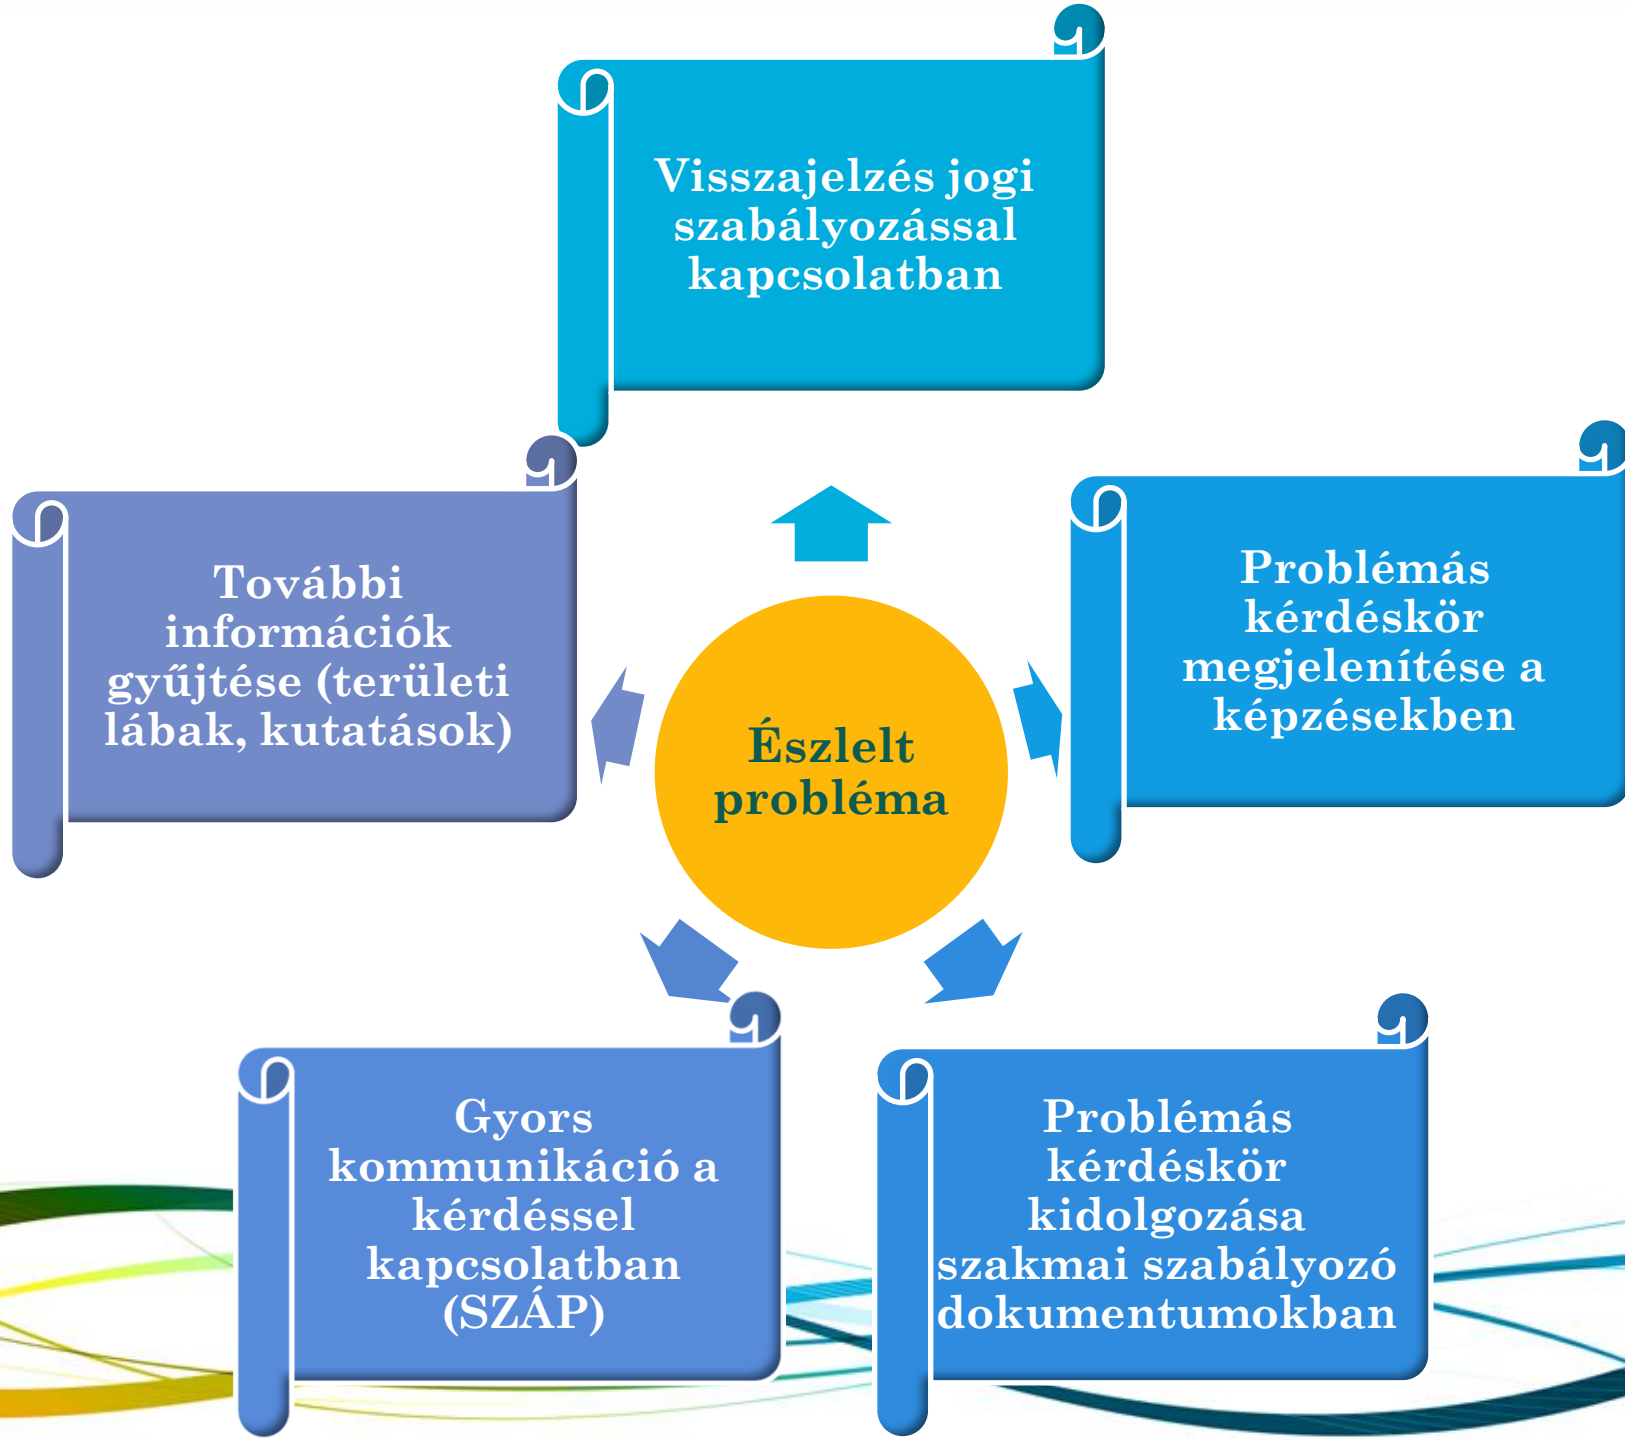 Visszajelzés jogi
szabályozással
kapcsolatban
További
információk
gyűjtése (területi
lábak, kutatások)
Problémás
kérdéskör
megjelenítése a
képzésekben
Észlelt
probléma
Gyors
kommunikáció a
kérdéssel
kapcsolatban
(SZÁP)
Problémás
kérdéskör
kidolgozása
szakmai szabályozó
dokumentumokban